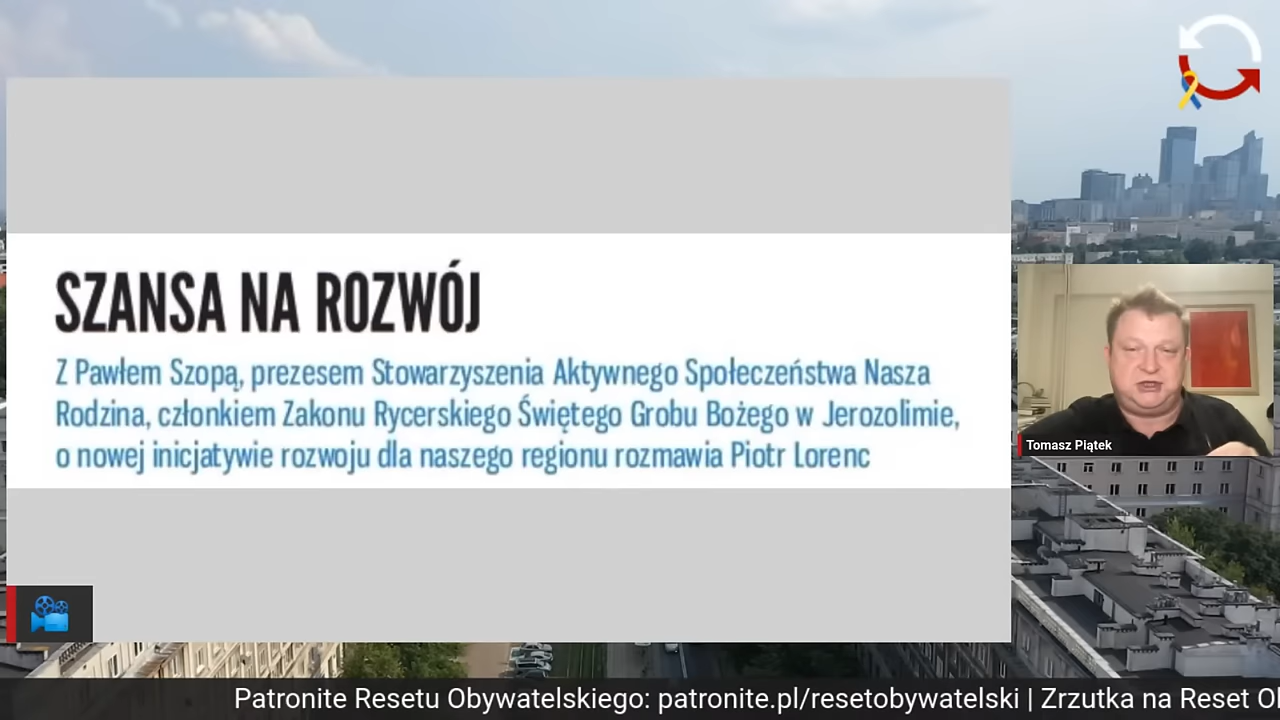 SZANSA NA ROZWÓJ
Z Pawłem Szopą, prezesem Stowarzyszenia Aktywnego Społeczeństwa Nasza
Rodzina, członkiem Zakonu Rycerskiego Świętego Grobu Bożego w Jerozolimie,
o nowej inicjatywie rozwoju dla naszego regionu rozmawia Piotr Lorenc
Tomasz Piątek
Patronite Resetu Obywatelskiego: patronite.pl/resetobywatelski | Zrzutka na Reset